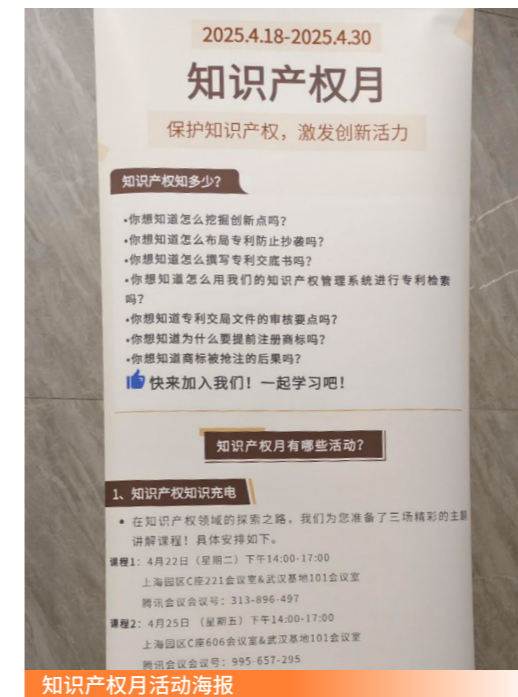 2025.4.18-2025.4.30
知识产权月
保护知识产权，激发创新活力
知识产权知多少？
•你想知道怎么挖掘创新点吗？
•你想知道怎么布局专利防止抄袭吗？
•你想知道怎么撰写专利交底书吗？
•你想知道怎么用我们的知识产权管理系统进行专利检索
吗？
•你想知道专利交局文件的审核要点吗？
•你想知道为什么要提前注册商标吗？
•你想知道商标被抢注的后果吗？
快来加入我们！一起学习吧！
知识产权月有哪些活动？
1、知识产权知识充电
• 在知识产权领域的探索之路，我们为您准备了三场精彩的主题
讲解课程！具体安排如下。
课程1：4月22日（星期二）下午14:00-17:00
上海园区C座221会议室&武汉基地101会议室
腾讯会议会议号：313-896-497
课程2：4月25日（星期五）下午14:00-17:00
上海园区C座606会议室&武汉基地101会议室
腾讯会议会议号：995-657-295
知识产权月活动海报